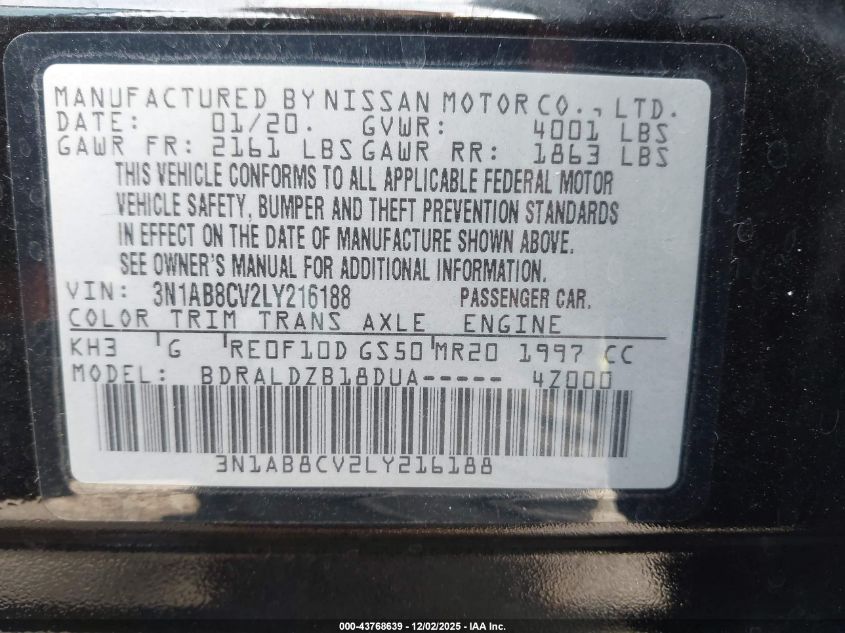 MANUFACTURED BY NISSAN MOTOR CO., LTD.
DATE: 01/20. GVWR: 4001 LBS
GAWR FR: 2161 LBS GAWR RR: 1863 LBS
THIS VEHICLE CONFORMS TO ALL APPLICABLE FEDERAL MOTOR
VEHICLE SAFETY, BUMPER AND THEFT PREVENTION STANDARDS
IN EFFECT ON THE DATE OF MANUFACTURE SHOWN ABOVE.
SEE OWNER'S MANUAL FOR ADDITIONAL INFORMATION.
VIN: 3N1AB8CV2LY216188 PASSENGER CAR.
COLOR TRIM TRANS AXLE ENGINE
KH3 G RE0F10D GS50 MR20 1997 CC
MODEL: BDRALDZB18DUA----- 4Z000
3N1AB8CV2LY216188
000-43768639 - 12/02/2025 - IAA Inc.